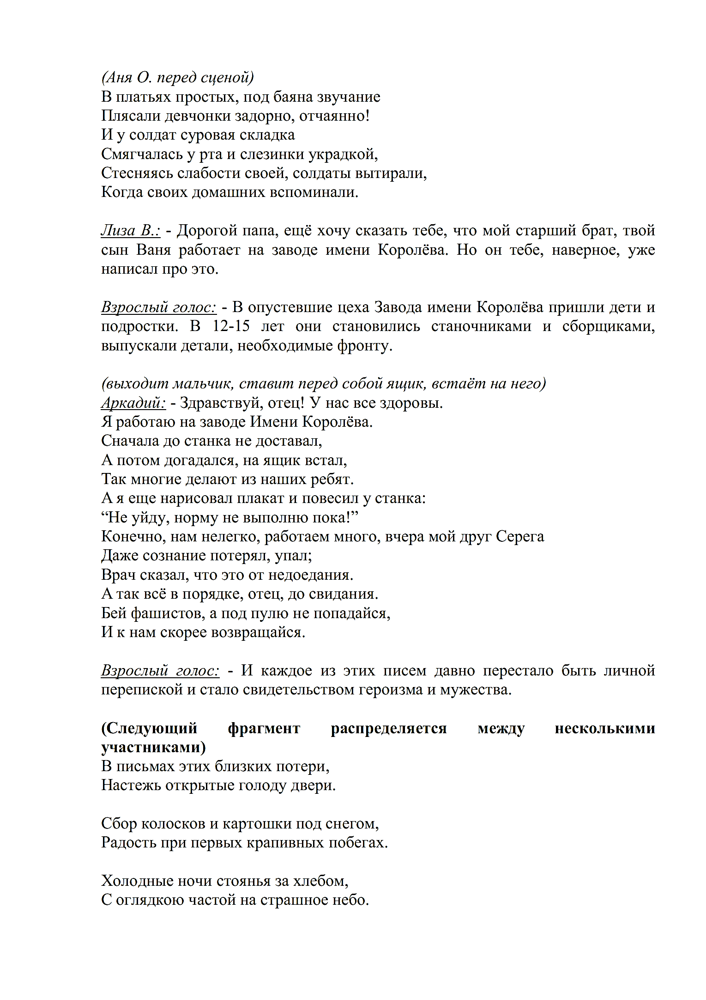 (Аня О. перед сценой)
В платьях простых, под баяна звучание
Плясали девчонки задорно, отчаянно!
И у солдат суровая складка
Смягчалась у рта и слезинки украдкой,
Стесняясь слабости своей, солдаты вытирали,
Когда своих домашних вспоминали.
Лиза В.: - Дорогой папа, ещё хочу сказать тебе, что мой старший брат, твой
сын Ваня работает на заводе имени Королёва. Но он тебе, наверное, уже
написал про это.
Взрослый голос: - В опустевшие цеха Завода имени Королёва пришли дети и
подростки. В 12-15 лет они становились станочниками и сборщиками,
выпускали детали, необходимые фронту.
(выходит мальчик, ставит перед собой ящик, встаёт на него)
Аркадий: - Здравствуй, отец! У нас все здоровы.
Я работаю на заводе Имени Королёва.
Сначала до станка не доставал,
А потом догадался, на ящик встал,
Так многие делают из наших ребят.
А я еще нарисовал плакат и повесил у станка:
“Не уйду, норму не выполню пока!”
Конечно, нам нелегко, работаем много, вчера мой друг Серега
Даже сознание потерял, упал;
Врач сказал, что это от недоедания.
А так всё в порядке, отец, до свидания.
Бей фашистов, а под пулю не попадайся,
И к нам скорее возвращайся.
Взрослый голос: - И каждое из этих писем давно перестало быть личной
перепиской и стало свидетельством героизма и мужества.
(Следующий фрагмент распределяется между несколькими
участниками)
В письмах этих близких потери,
Настежь открытые голоду двери.
Сбор колосков и картошки под снегом,
Радость при первых крапивных побегах.
Холодные ночи стоянья за хлебом,
С оглядкою частой на страшное небо.